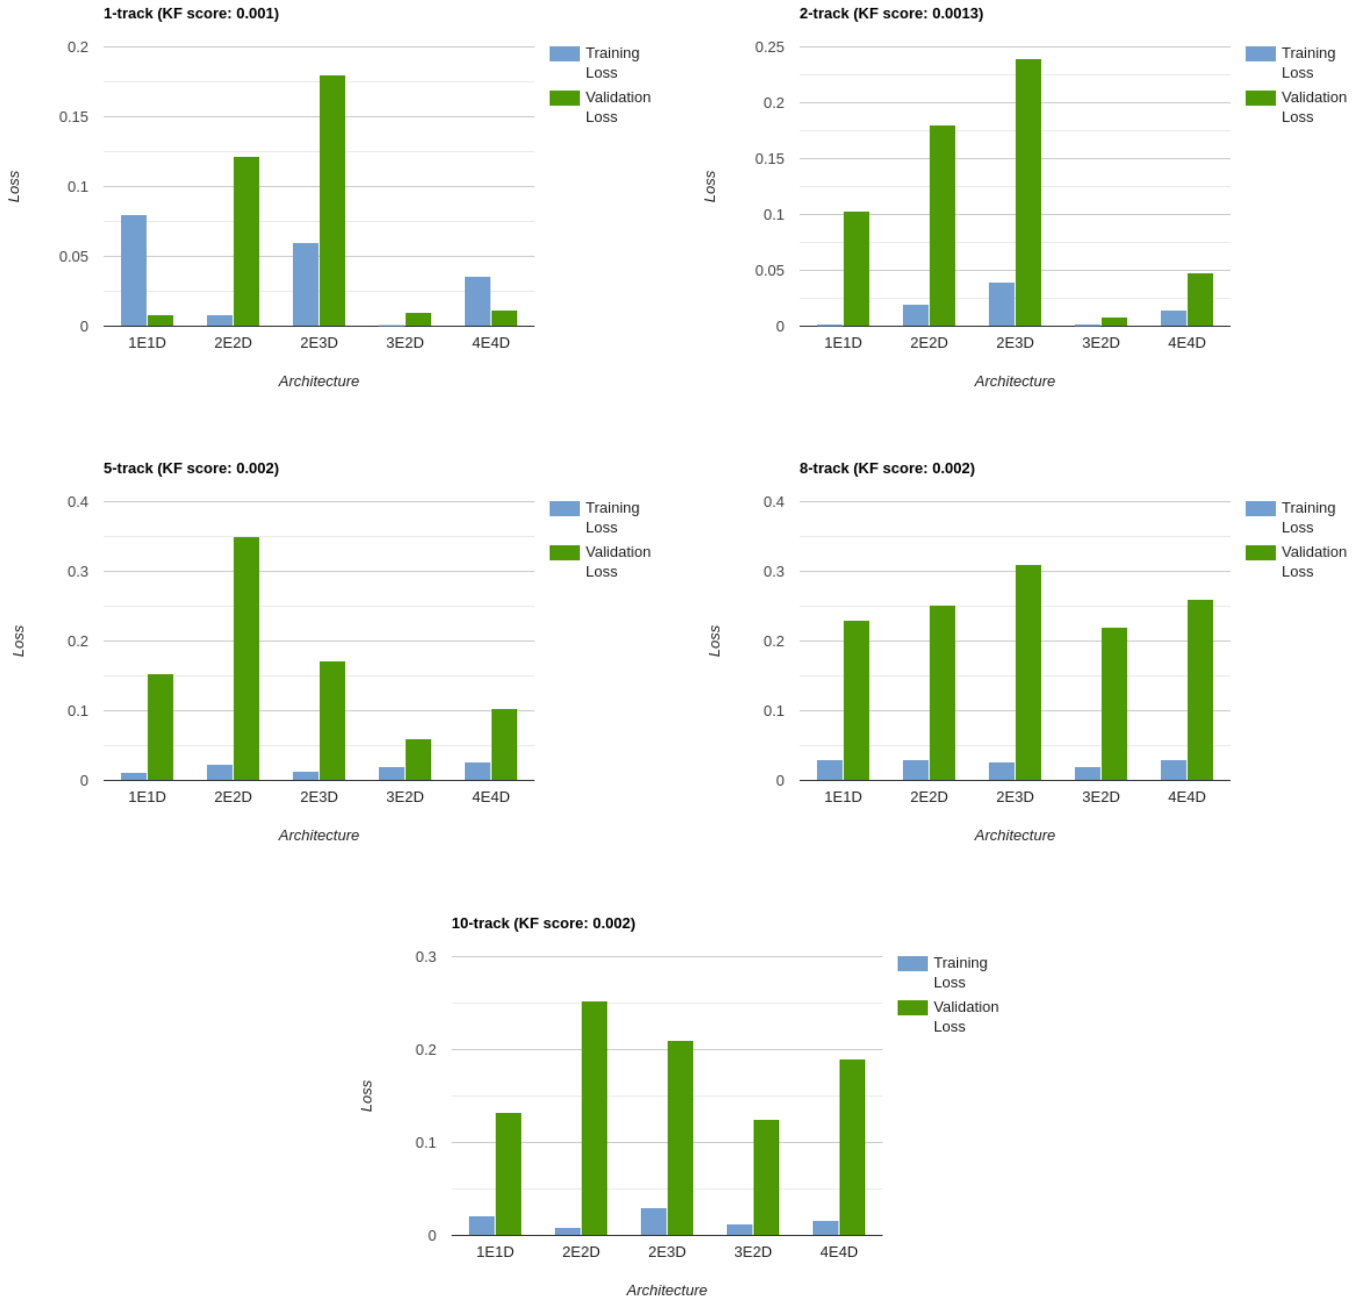 1-track (KF score: 0.001)
0.2
0.15
0.1
0.05
0
Loss
1E1D 2E2D 2E3D 3E2D 4E4D
Architecture
Training
Loss
Validation
Loss
2-track (KF score: 0.0013)
0.25
0.2
0.15
0.1
0.05
0
Loss
1E1D 2E2D 2E3D 3E2D 4E4D
Architecture
Training
Loss
Validation
Loss
5-track (KF score: 0.002)
0.4
0.3
0.2
0.1
0
Loss
1E1D 2E2D 2E3D 3E2D 4E4D
Architecture
Training
Loss
Validation
Loss
8-track (KF score: 0.002)
0.4
0.3
0.2
0.1
0
Loss
1E1D 2E2D 2E3D 3E2D 4E4D
Architecture
Training
Loss
Validation
Loss
10-track (KF score: 0.002)
0.3
0.2
0.1
0
Loss
1E1D 2E2D 2E3D 3E2D 4E4D
Architecture
Training
Loss
Validation
Loss